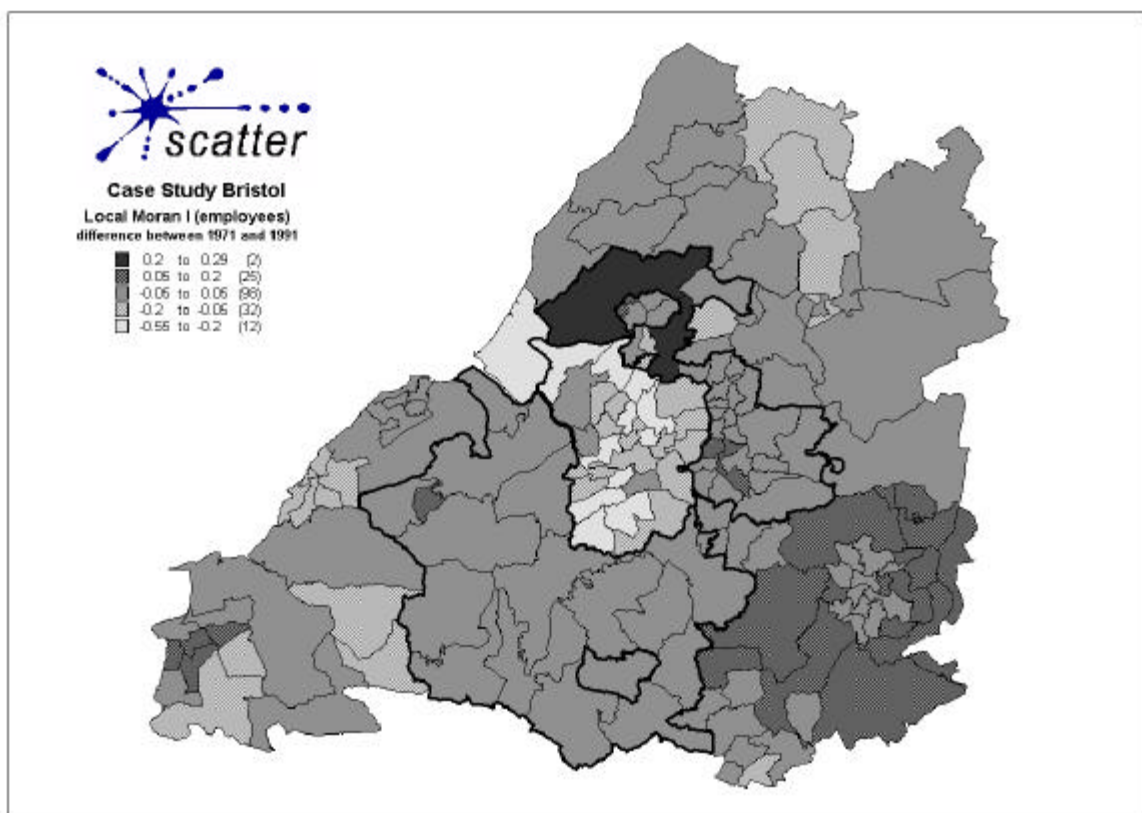 scatter
Case Study Bristol
Local Moran I (employees)
difference between 1971 and 1991
0.2 to 0.29 (2)
0.05 to 0.2 (25)
-0.05 to 0.05 (96)
-0.2 to -0.05 (32)
-0.55 to -0.2 (12)